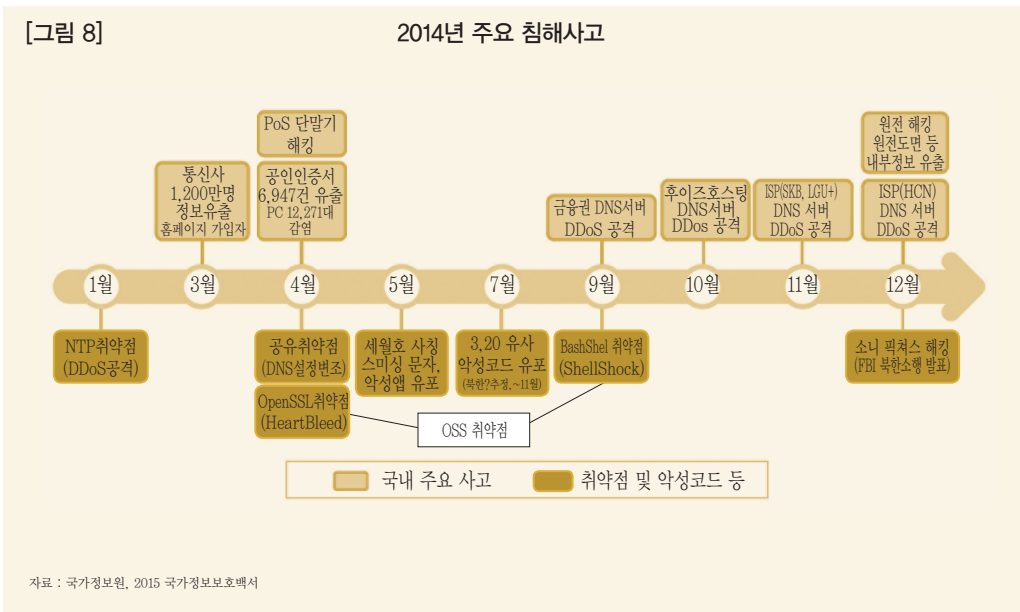 [그림 8]
2014년 주요 침해사고
PoS 단말기
해킹
원전 해킹
원전도면 등
내부정보 유출
통신사
1,200만명
정보유출
홈페이지 가입자
공인인증서
6,947건 유출
PC 12,271대
감염
금융권 DNS서버
DDoS 공격
후이즈호스팅
DNS서버
DDos 공격
ISP(SKB, LGU+)
DNS 서버
DDoS 공격
ISP(HCN)
DNS 서버
DDoS 공격
1월
3월
4월
5월
7월
9월
10월
11월
12월
NTP취약점
(DDoS공격)
공유취약점
(DNS설정변조)
세월호 사칭
스미싱 문자,
악성앱 유포
3,20 유사
악성코드 유포
(북한?추정,~11월)
BashShel 취약점
(ShellShock)
소니 픽쳐스 해킹
(FBI 북한소행 발표)
OpenSSL취약점
(HeartBleed)
OSS 취약점
국내 주요 사고
취약점 및 악성코드 등
자료 : 국가정보원, 2015 국가정보보호백서